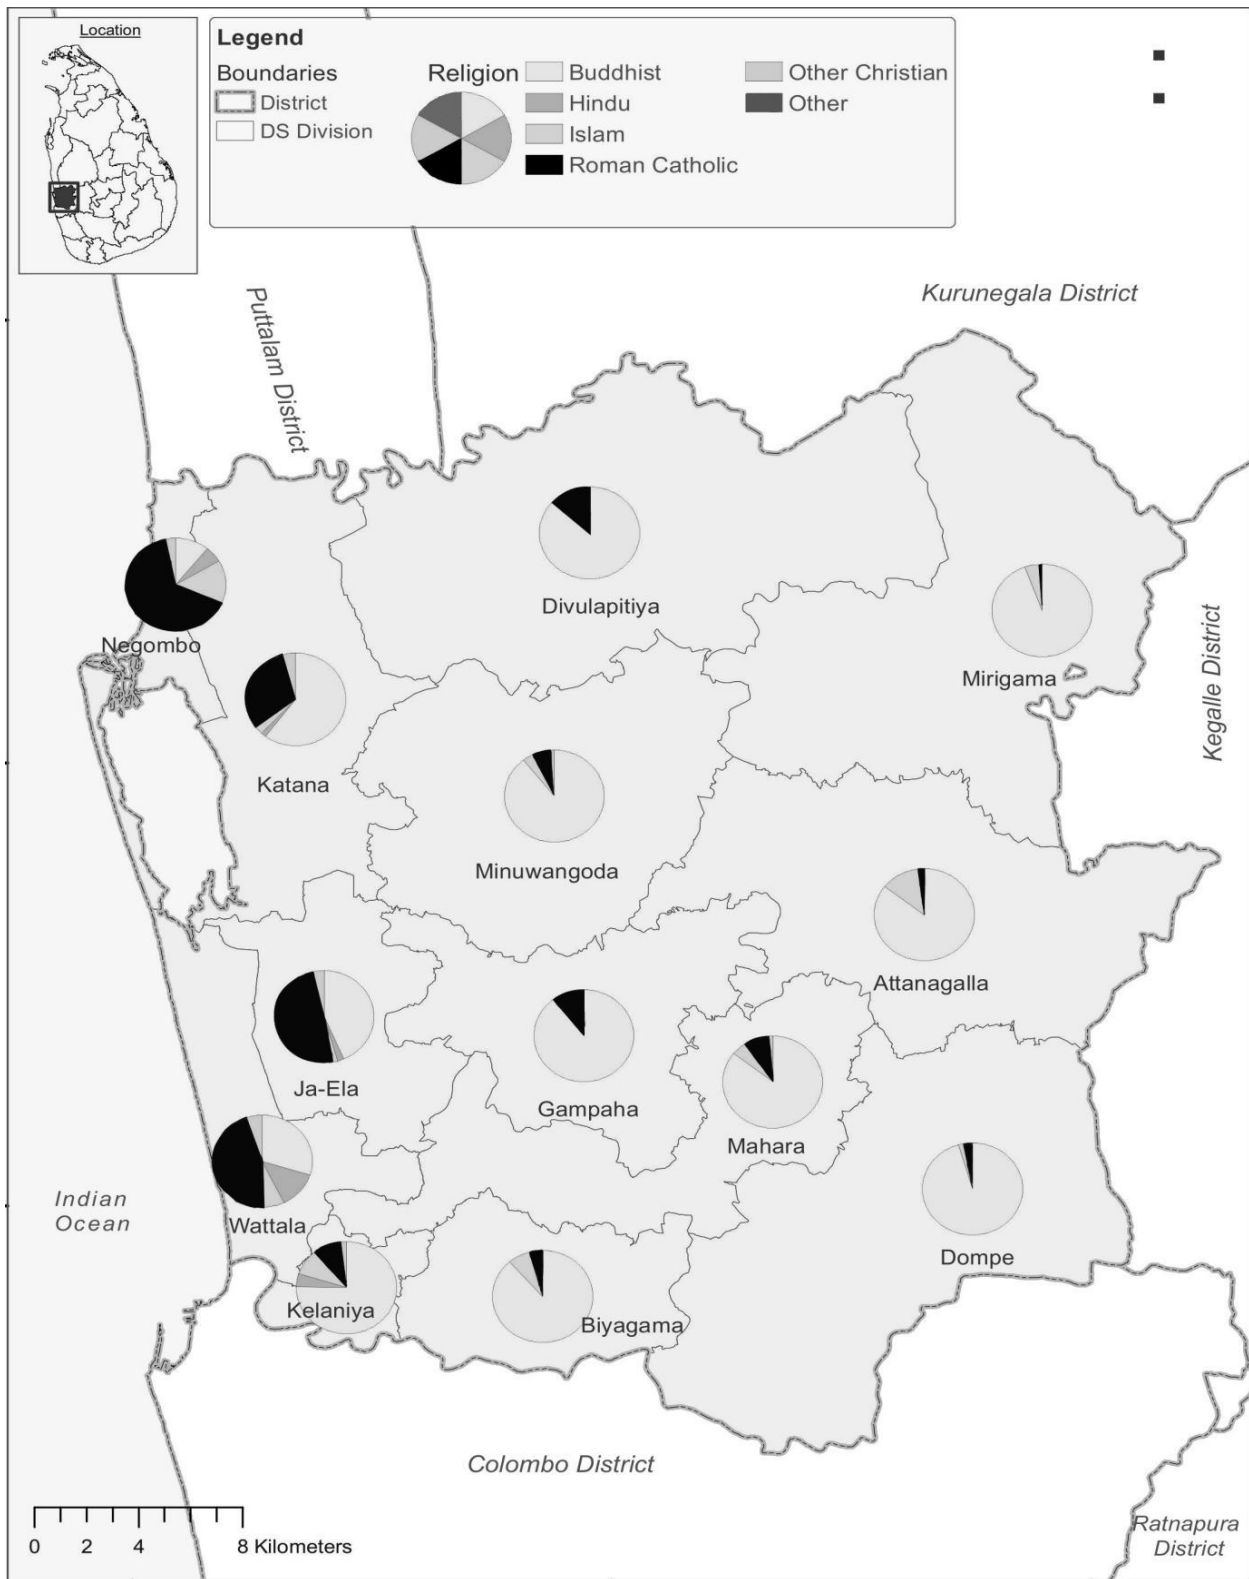 Location
Legend
Boundaries
District
DS Division
Religion
Buddhist
Hindu
Islam
Roman Catholic
Other Christian
Other
Kurunegala District
Puttalam District
Divulapitiya
Negombo
Mirigama
Kegalle District
Katana
Minuwangoda
Attanagalla
Ja-Ela
Gampaha
Mahara
Indian
Ocean
Wattala
Dompe
Kelaniya
Biyagama
Colombo District
Ratnapura
District
0 2 4 8 Kilometers